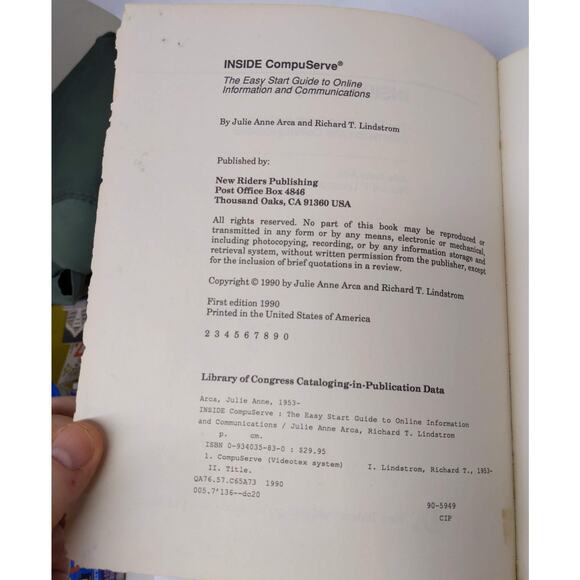 INSIDE CompuServe®
The Easy Start Guide to Online
Information and Communications
By Julie Anne Arca and Richard T. Lindstrom
Published by:
New Riders Publishing
Post Office Box 4846
Thousand Oaks, CA 91360 USA
All rights reserved. No part of this book may be reproduced or
transmitted in any form or by any means, electronic or mechanical,
including photocopying, recording, or by any information storage and
retrieval system, without written permission from the publisher, except
for the inclusion of brief quotations in a review.
Copyright © 1990 by Julie Anne Arca and Richard T. Lindstrom
First edition 1990
Printed in the United States of America
2 3 4 5 6 7 8 9 0
Library of Congress Cataloging-in-Publication Data
Arca, Julie Anne, 1953-
INSIDE CompuServe : The Easy Start Guide to Online Information
and Communications / Julie Anne Arca, Richard T. Lindstrom
p. cm.
ISBN 0-934035-83-0 : $29.95
1. CompuServe (Videotex system) I. Lindstrom, Richard T., 1953-
II. Title.
QA76.57.C65A73 1990
005.7'136--dc20
90-5949
CIP